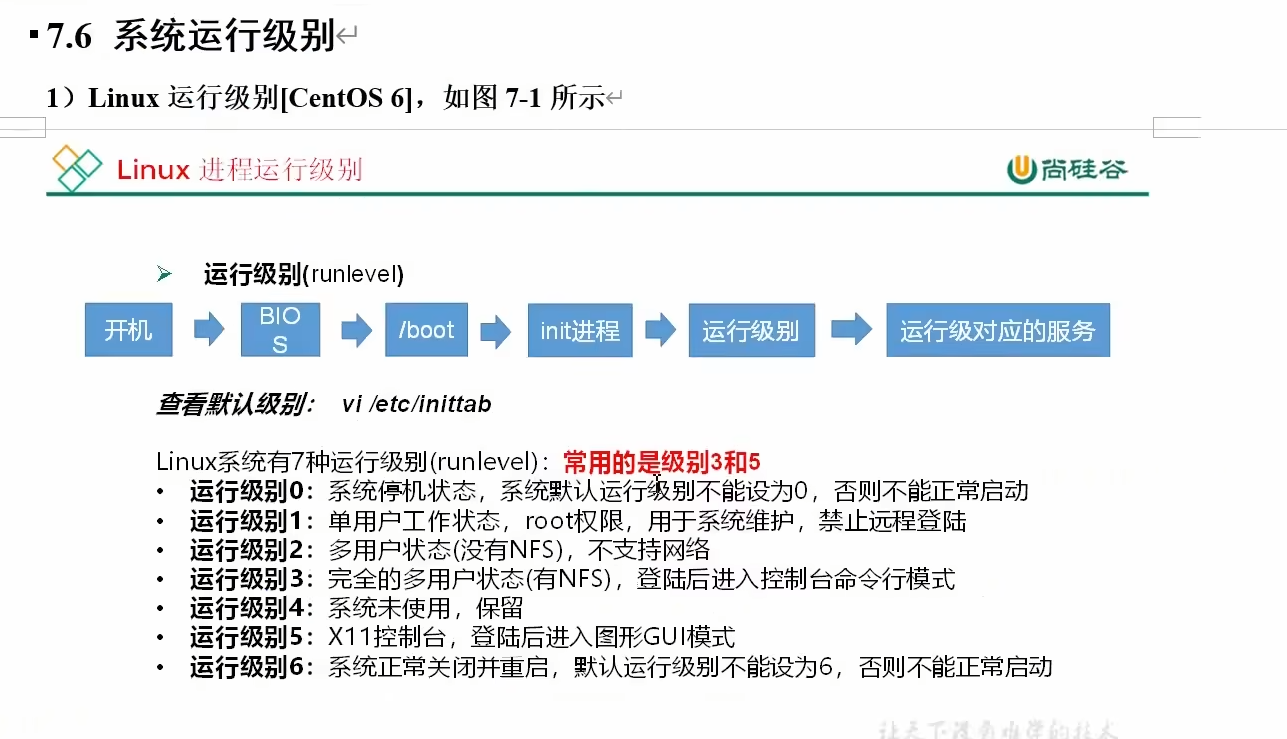 7.6 系统运行级别
1）Linux 运行级别[CentOS 6]，如图 7-1 所示
Linux 进程运行级别
尚硅谷
运行级别(runlevel)
开机
BIO
S
/boot
init进程
运行级别
运行级对应的服务
查看默认级别： vi /etc/inittab
Linux系统有7种运行级别(runlevel)：常用的是级别3和5
• 运行级别0：系统停机状态，系统默认运行级别不能设为0，否则不能正常启动
• 运行级别1：单用户工作状态，root权限，用于系统维护，禁止远程登陆
• 运行级别2：多用户状态(没有NFS)，不支持网络
• 运行级别3：完全的多用户状态(有NFS)，登陆后进入控制台命令行模式
• 运行级别4：系统未使用，保留
• 运行级别5：X11控制台，登陆后进入图形GUI模式
• 运行级别6：系统正常关闭并重启，默认运行级别不能设为6，否则不能正常启动
让天下没有难学的技术